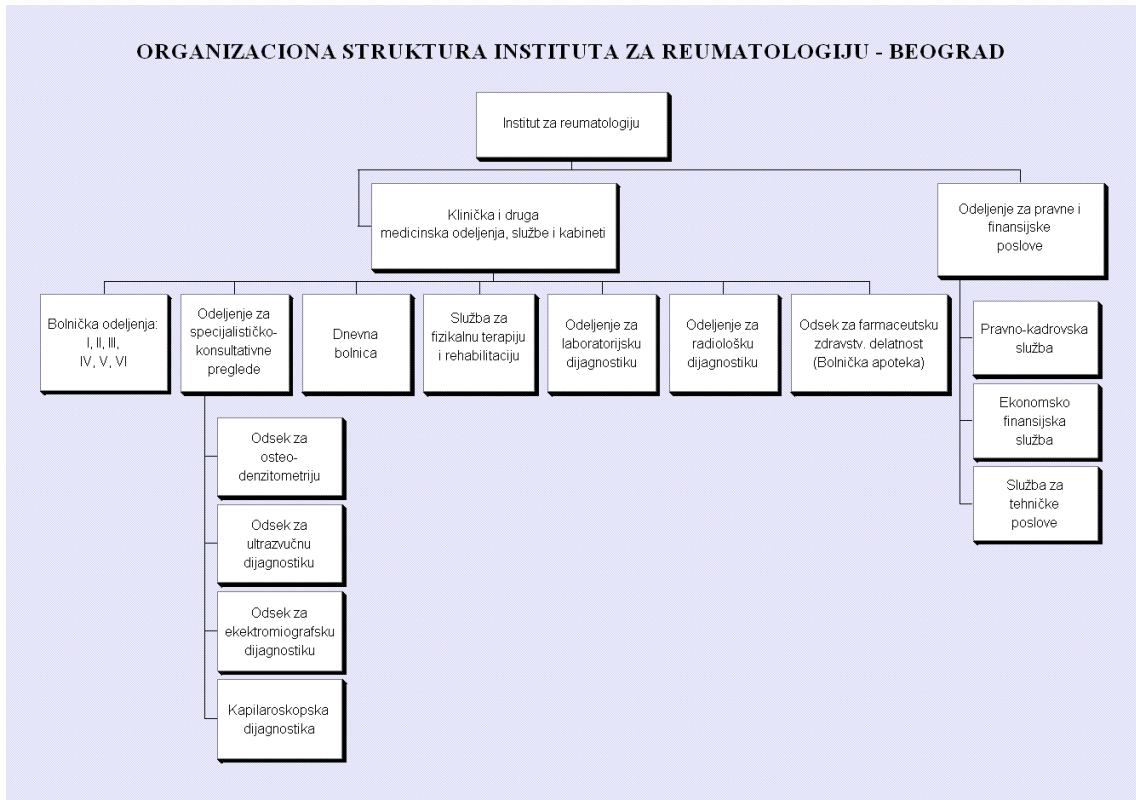 ORGANIZACIONA STRUKTURA INSTITUTA ZA REUMATOLOGIJU - BEOGRAD
Institut za reumatologiju
Klinička i druga
medicinska odeljenja, službe i kabineti
Odeljenje za pravne i
finansijske
poslove
Bolnička odeljenja:
I, II, III,
IV, V, VI
Odeljenje za
specijalističko-
konsultativne
preglede
Dnevna
bolnica
Služba za
fizikalnu terapiju
i rehabilitaciju
Odeljenje za
laboratorijsku
dijagnostiku
Odeljenje za
radiološku
dijagnostiku
Odsek za farmaceutsku
zdravstv. delatnost
(Bolnička apoteka)
Pravno-kadrovska
služba
Ekonomsko
finansijska
služba
Služba za
tehničke
poslove
Odsek za
osteo-
denzitometriju
Odsek za
ultrazvučnu
dijagnostiku
Odsek za
ekektromiografsku
dijagnostiku
Kapilaroskopska
dijagnostika